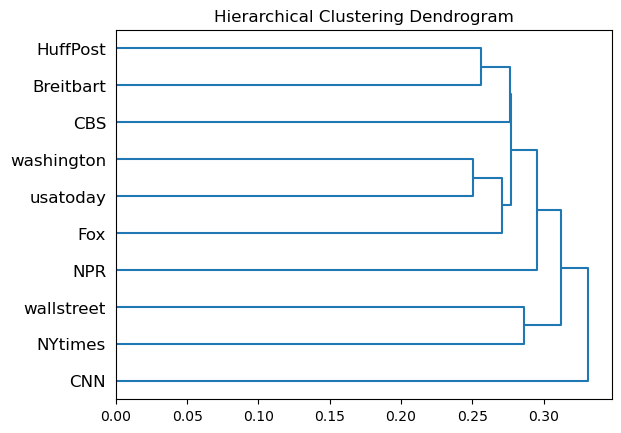 Hierarchical Clustering Dendrogram
HuffPost
Breitbart
CBS
washington
usatoday
Fox
NPR
wallstreet
NYtimes
CNN
0.00 0.05 0.10 0.15 0.20 0.25 0.30